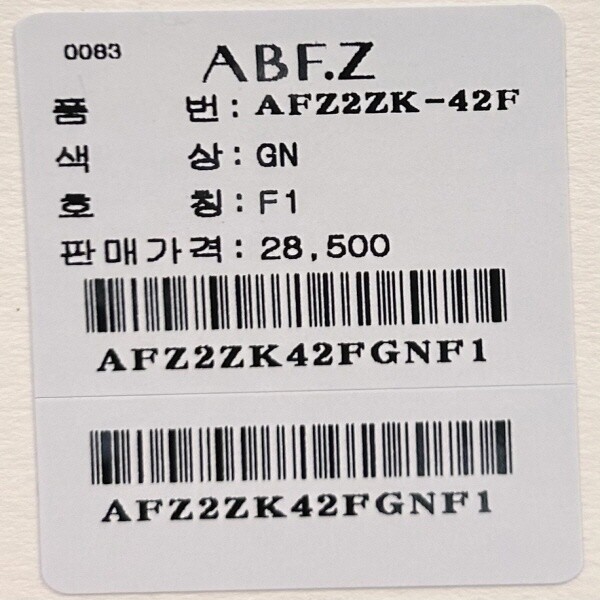 0083 ABF.Z
품 번 : AFZ2ZK-42F
색 상 : GN
호 칭 : F1
판매가격 : 28,500
AFZ2ZK42FGNF1
AFZ2ZK42FGNF1